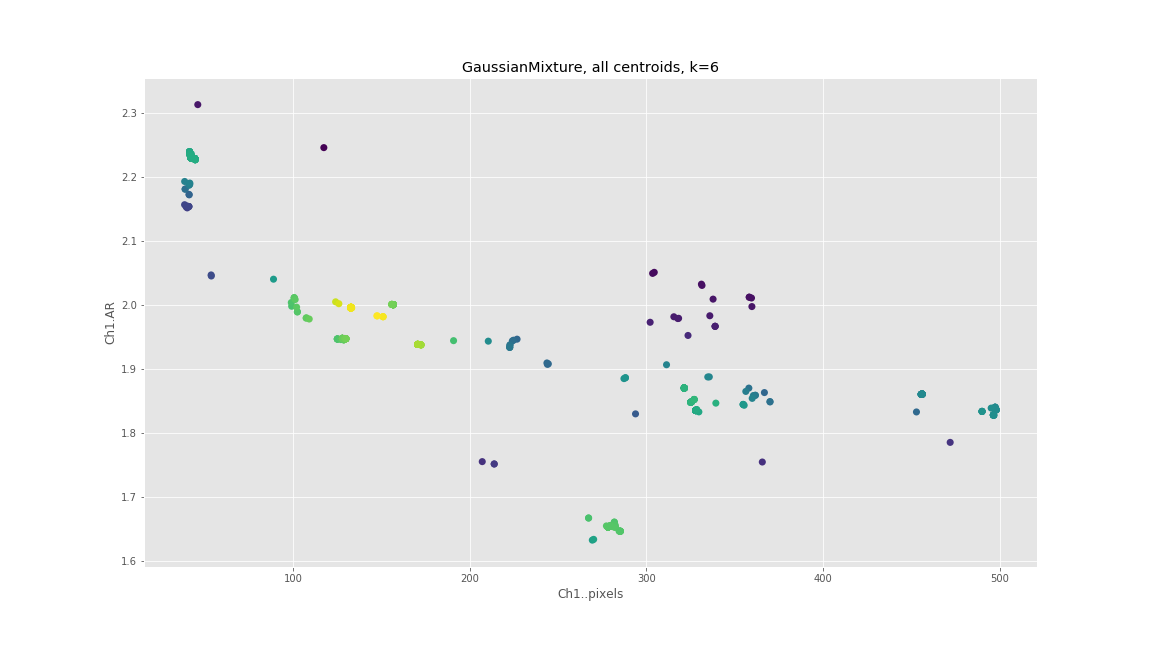 GaussianMixture, all centroids, k=6
2.3
2.2
2.1
2.0
1.9
1.8
1.7
1.6
Ch1.AR
100 200 300 400 500
Ch1..pixels